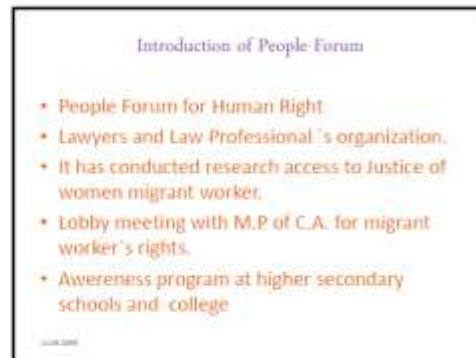 Introduction of People Forum
• People Forum for Human Right
• Lawyers and Law Professional ´s organization.
• It has conducted research access to Justice of
women migrant worker.
• Lobby meeting with M.P of C.A. for migrant
worker´s rights.
• Awereness program at higher secondary
schools and college